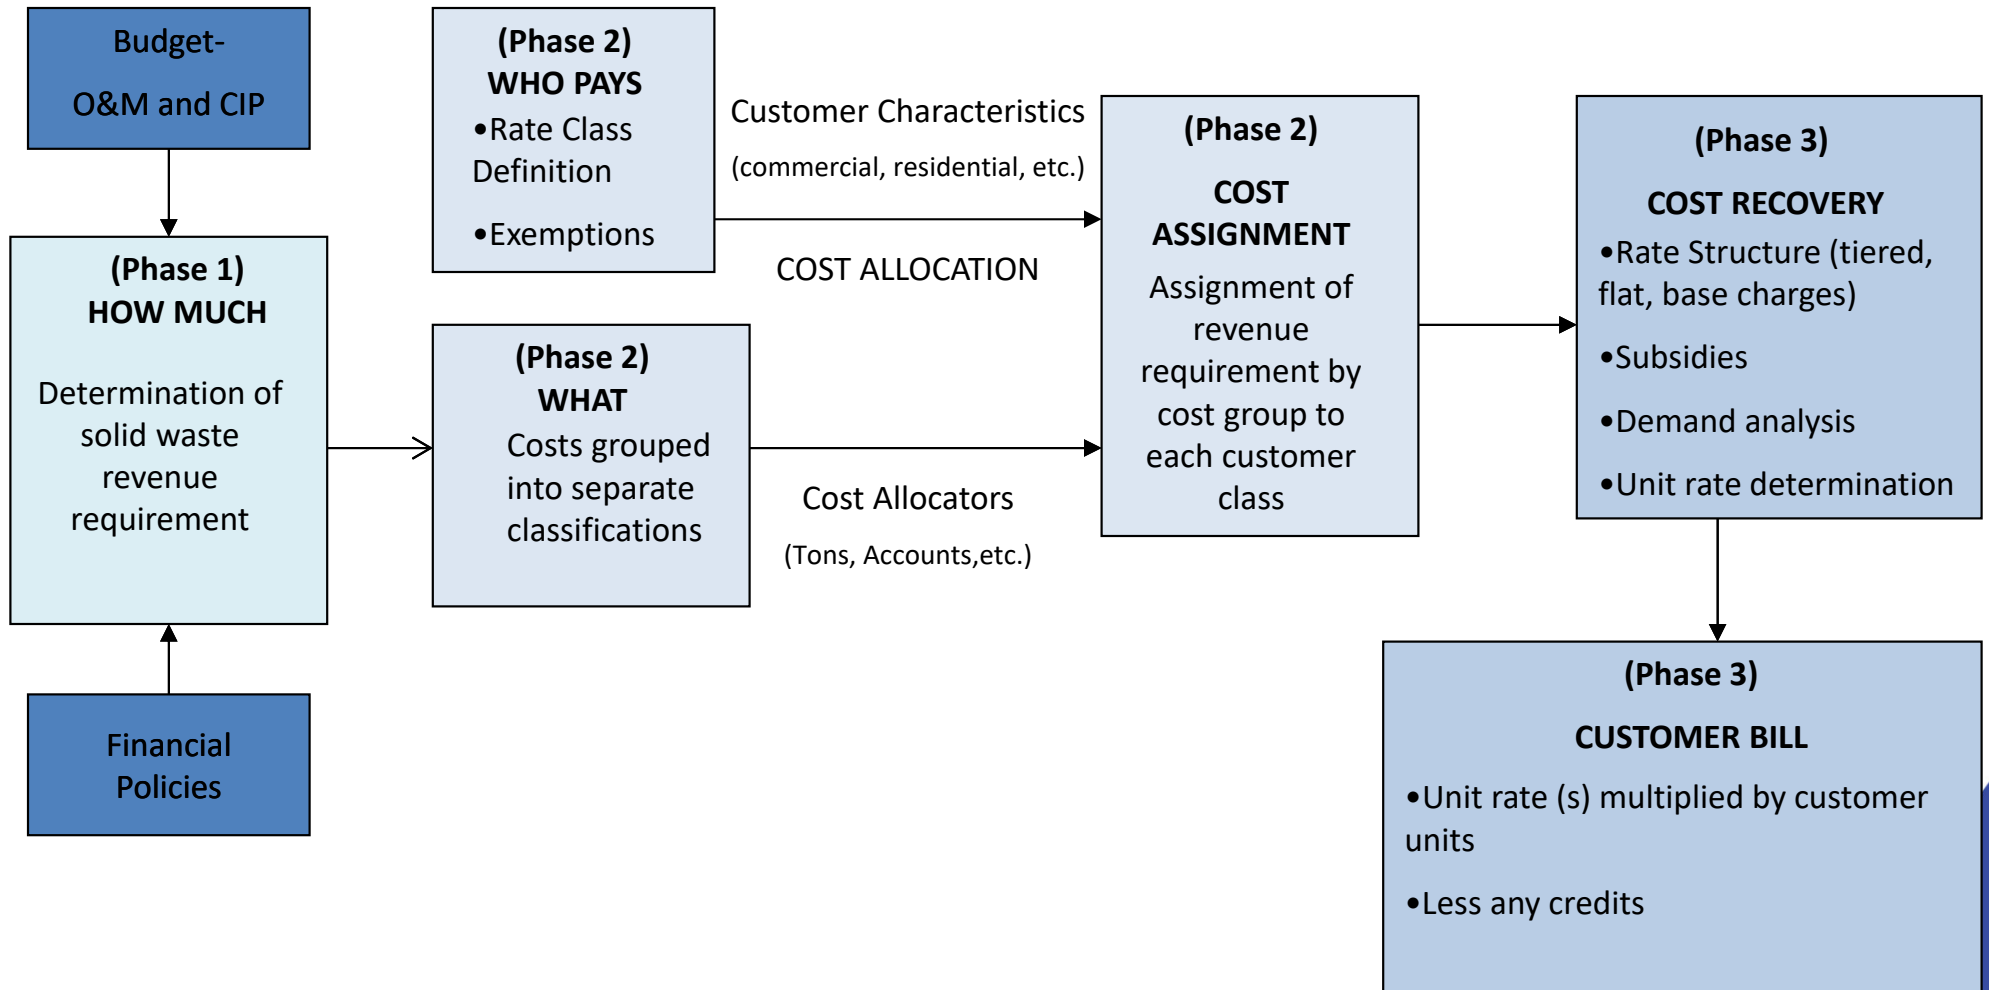 Budget-
O&M and CIP
(Phase 1)
HOW MUCH
Determination of
solid waste
revenue
requirement
Financial
Policies
(Phase 2)
WHO PAYS
•Rate Class
Definition
•Exemptions
Customer Characteristics
(commercial, residential, etc.)
COST ALLOCATION
(Phase 2)
WHAT
Costs grouped
into separate
classifications
Cost Allocators
(Tons, Accounts,etc.)
(Phase 2)
COST
ASSIGNMENT
Assignment of
revenue
requirement by
cost group to
each customer
class
(Phase 3)
COST RECOVERY
•Rate Structure (tiered,
flat, base charges)
•Subsidies
•Demand analysis
•Unit rate determination
(Phase 3)
CUSTOMER BILL
•Unit rate (s) multiplied by customer
units
•Less any credits